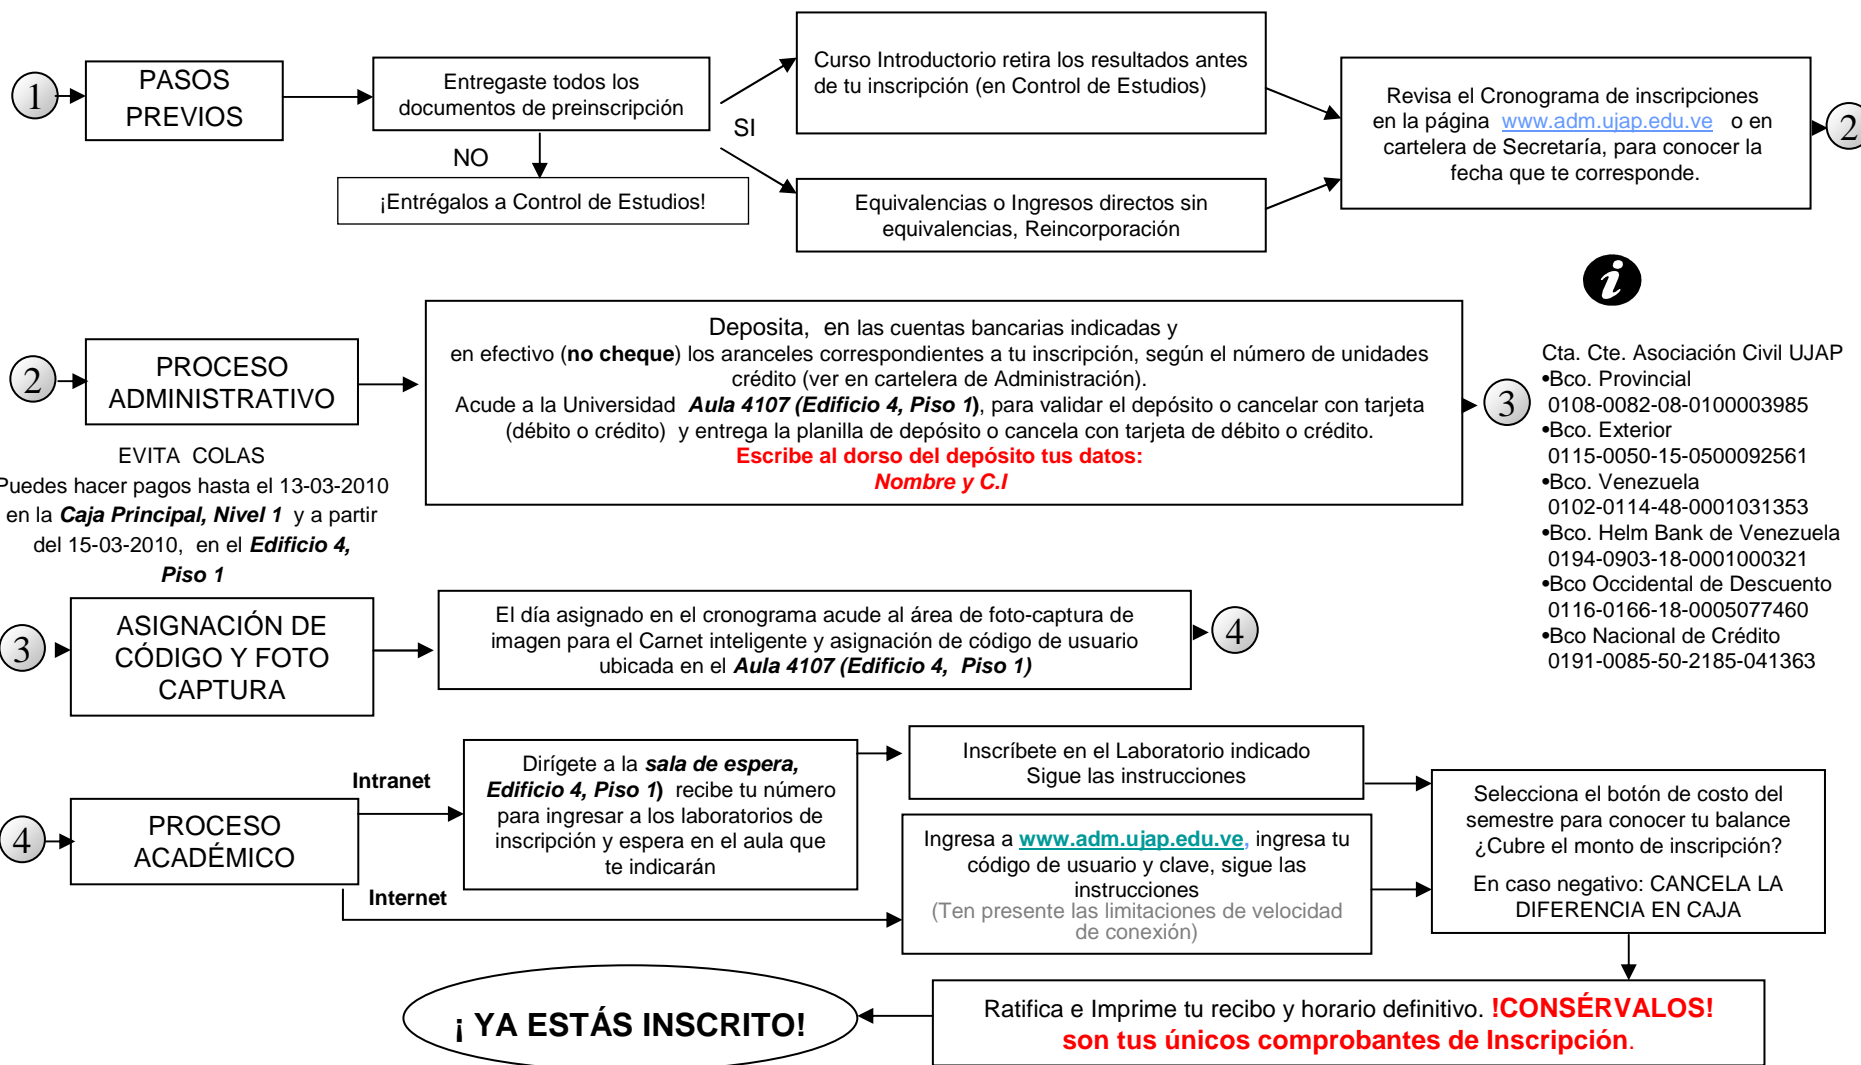 1
PASOS
PREVIOS
Entregaste todos los
documentos de preinscripción
NO
¡Entrégalos a Control de Estudios!
SI
Curso Introductorio retira los resultados antes
de tu inscripción (en Control de Estudios)
Equivalencias o Ingresos directos sin
equivalencias, Reincorporación
Revisa el Cronograma de inscripciones
en la página www.adm.ujap.edu.ve o en
cartelera de Secretaría, para conocer la
fecha que te corresponde.
2
2
PROCESO
ADMINISTRATIVO
EVITA COLAS
Puedes hacer pagos hasta el 13-03-2010
en la Caja Principal, Nivel 1 y a partir
del 15-03-2010, en el Edificio 4,
Piso 1
Deposita, en las cuentas bancarias indicadas y
en efectivo (no cheque) los aranceles correspondientes a tu inscripción, según el número de unidades
crédito (ver en cartelera de Administración).
Acude a la Universidad Aula 4107 (Edificio 4, Piso 1), para validar el depósito o cancelar con tarjeta
(débito o crédito) y entrega la planilla de depósito o cancela con tarjeta de débito o crédito.
Escribe al dorso del depósito tus datos:
Nombre y C.I
3
i
Cta. Cte. Asociación Civil UJAP
•Bco. Provincial
0108-0082-08-0100003985
•Bco. Exterior
0115-0050-15-0500092561
•Bco. Venezuela
0102-0114-48-0001031353
•Bco. Helm Bank de Venezuela
0194-0903-18-0001000321
•Bco Occidental de Descuento
0116-0166-18-0005077460
•Bco Nacional de Crédito
0191-0085-50-2185-041363
3
ASIGNACIÓN DE
CÓDIGO Y FOTO
CAPTURA
El día asignado en el cronograma acude al área de foto-captura de
imagen para el Carnet inteligente y asignación de código de usuario
ubicada en el Aula 4107 (Edificio 4, Piso 1)
4
4
PROCESO
ACADÉMICO
Intranet
Dirígete a la sala de espera,
Edificio 4, Piso 1) recibe tu número
para ingresar a los laboratorios de
inscripción y espera en el aula que
te indicarán
Inscríbete en el Laboratorio indicado
Sigue las instrucciones
Internet
Ingresa a www.adm.ujap.edu.ve, ingresa tu
código de usuario y clave, sigue las
instrucciones
(Ten presente las limitaciones de velocidad
de conexión)
Selecciona el botón de costo del
semestre para conocer tu balance
¿Cubre el monto de inscripción?
En caso negativo: CANCELA LA
DIFERENCIA EN CAJA
Ratifica e Imprime tu recibo y horario definitivo. !CONSÉRVALOS!
son tus únicos comprobantes de Inscripción.
¡ YA ESTÁS INSCRITO!